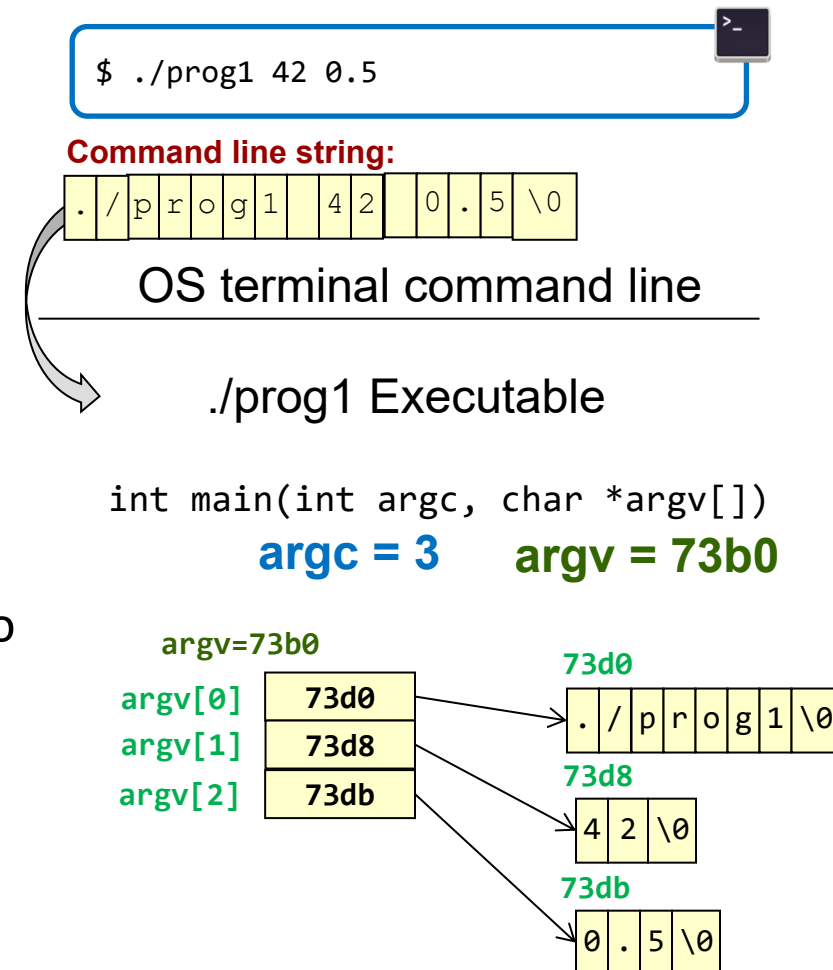 >_
$ ./prog1 42 0.5
Command line string:
./prog1 42 0.5\0
OS terminal command line
./prog1 Executable
int main(int argc, char *argv[])
argc = 3 argv = 73b0
o
argv=73b0
73d0
argv[0] 73d0 ./prog1\0
argv[1] 73d8
73d8
argv[2] 73db
42\0
73db
0.5\0